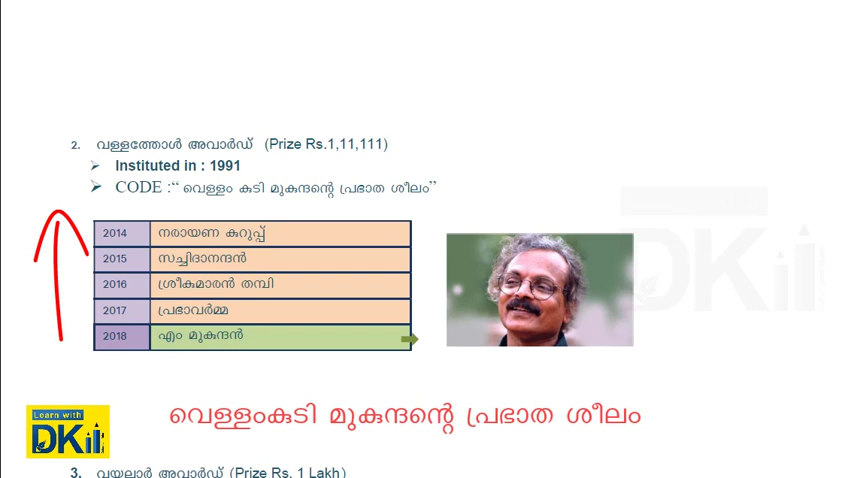 2. വള്ളത്തോൾ അവാർഡ് (Prize Rs.1,11,111)
➢ Instituted in : 1991
➢ CODE :“ വെള്ളം കുടി മുകുന്ദന്റെ പ്രഭാത ശീലം”
2014 നരായണ കുറുപ്പ്
2015 സച്ചിദാനന്ദൻ
2016 ശ്രീകുമാരൻ തമ്പി
2017 പ്രഭാവർമ്മ
2018 എം മുകുന്ദൻ
DKil
Learn with
DKil
വെള്ളംകുടി മുകുന്ദന്റെ പ്രഭാത ശീലം
3. വയലാർ അവാർഡ് (Prize Rs. 1 Lakh)